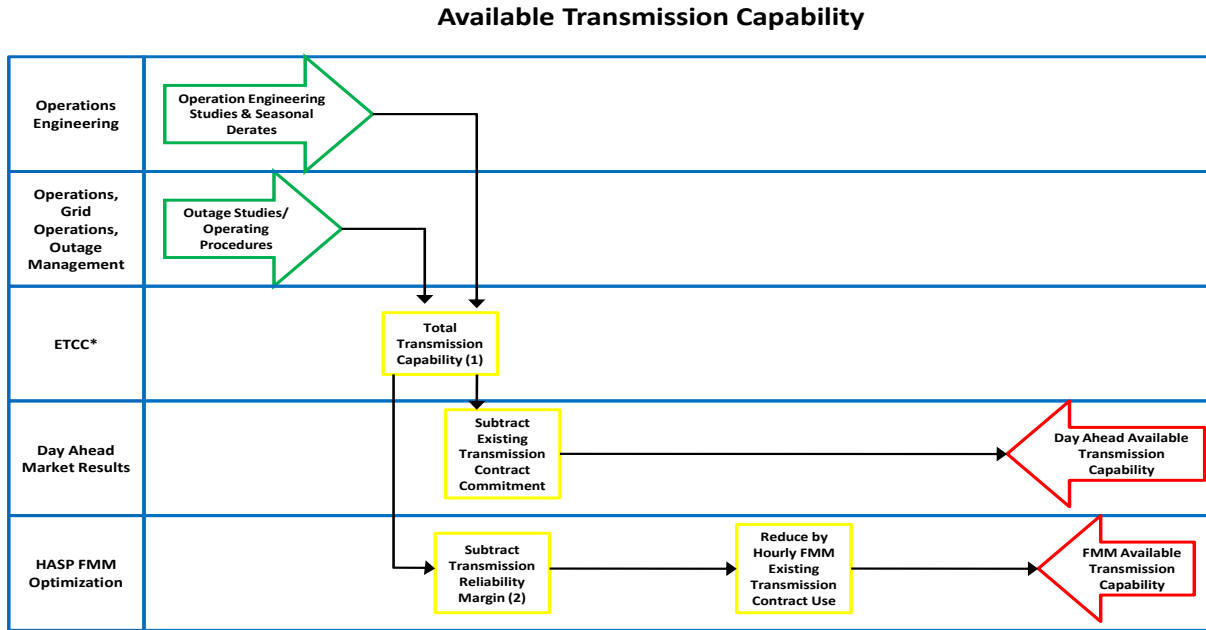 Available Transmission Capability
Operations
Engineering
Operation Engineering
Studies & Seasonal
Derates
Operations,
Grid
Operations,
Outage
Management
Outage Studies/
Operating
Procedures
ETCC*
Total
Transmission
Capability (1)
Day Ahead
Market Results
Subtract
Existing
Transmission
Contract
Commitment
Day Ahead Available
Transmission
Capability
HASP FMM
Optimization
Subtract
Transmission
Reliability
Margin (2)
Reduce by
Hourly FMM
Existing
Transmission
Contract Use
FMM Available
Transmission
Capability